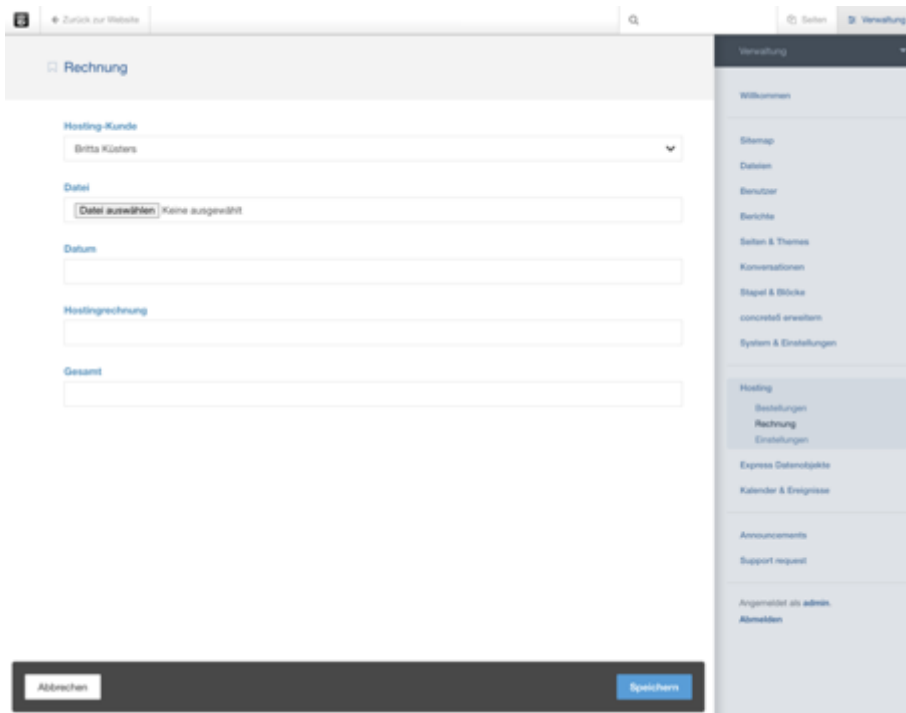 Zurück zur Website
Seiten
Verwaltung
Rechnung
Hosting-Kunde
Britta Küsters
Datei
Datei auswählen Keine ausgewählt
Datum
Hostingrechnung
Gesamt
Abbrechen
Speichern
Verwaltung
Willkommen
Sitemap
Dateien
Benutzer
Berichte
Seiten & Themes
Konversationen
Stapel & Blöcke
concrete5 erweitern
System & Einstellungen
Hosting
Bestellungen
Rechnung
Einstellungen
Express Datenobjekte
Kalender & Ereignisse
Announcements
Support request
Angemeldet als admin.
Abmelden